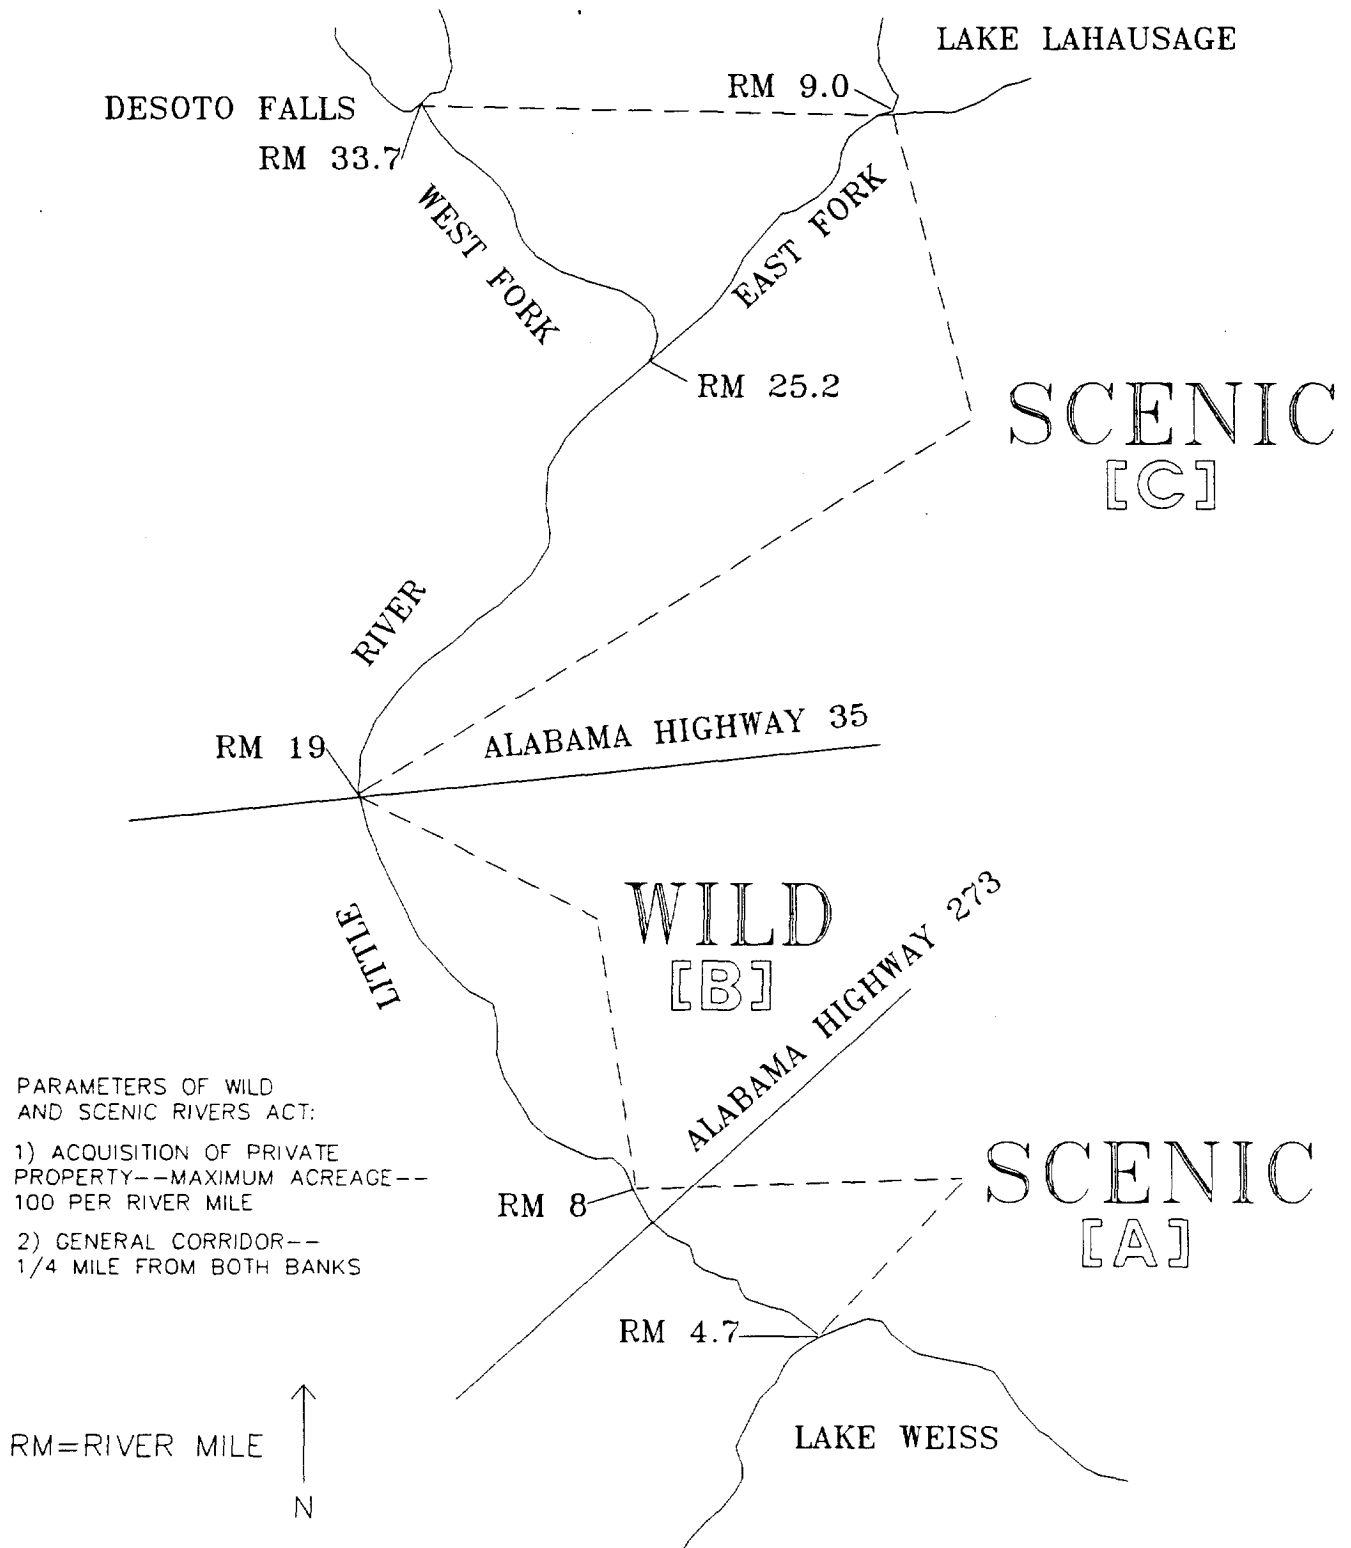 LAKE LAHAUSAGE
RM 9.0
DESOTO FALLS
RM 33.7
WEST FORK
EAST FORK
RM 25.2
SCENIC
[C]
RIVER
RM 19
ALABAMA HIGHWAY 35
WILD
[B]
LITTLE
ALABAMA HIGHWAY 273
PARAMETERS OF WILD
AND SCENIC RIVERS ACT:
1) ACQUISITION OF PRIVATE
PROPERTY--MAXIMUM ACREAGE--
100 PER RIVER MILE
2) GENERAL CORRIDOR--
1/4 MILE FROM BOTH BANKS
RM 8
SCENIC
[A]
RM 4.7
LAKE WEISS
RM=RIVER MILE
N